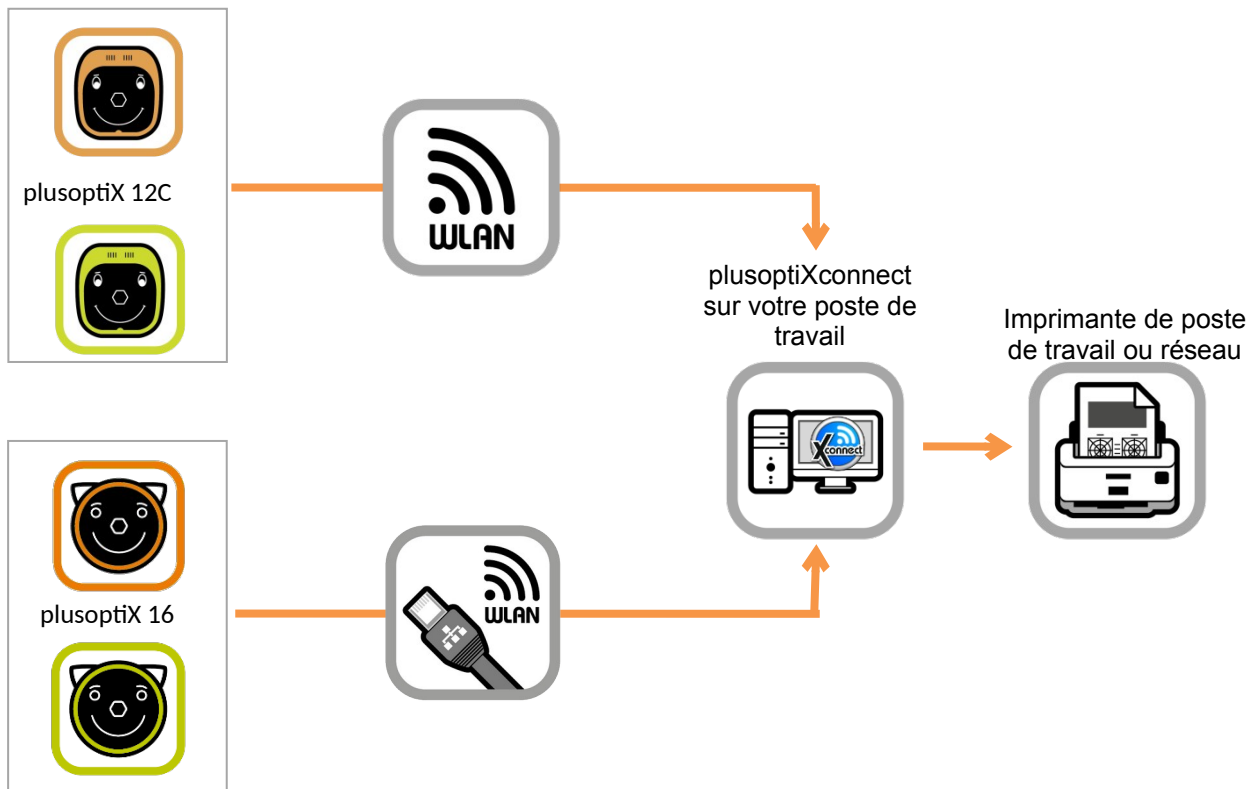 plusoptiX 12C
WLAN
plusoptiXconnect
sur votre poste de
travail
Imprimante de poste
de travail ou réseau
Xconnect
plusoptiX 16
WLAN